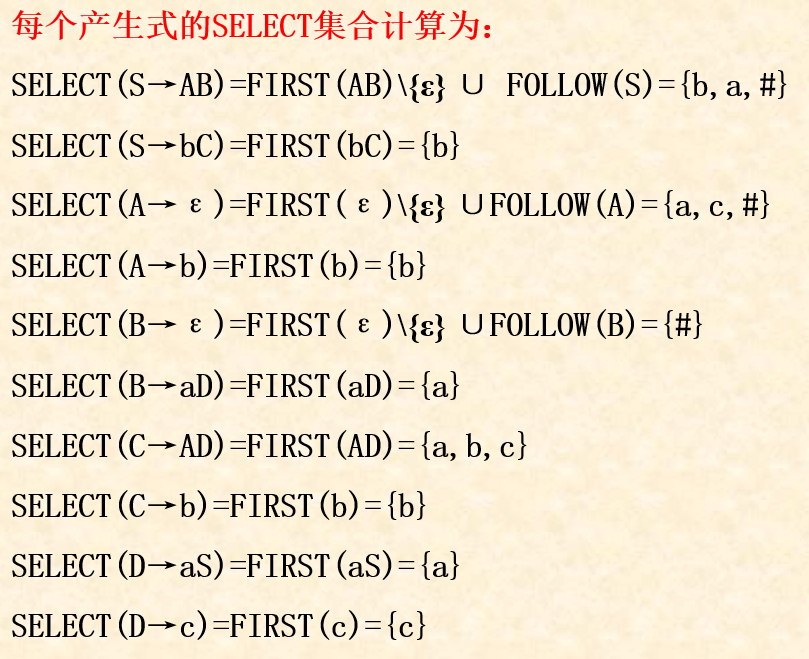 每个产生式的SELECT集合计算为：
SELECT(S→AB)=FIRST(AB)\{ε} ∪ FOLLOW(S)={b,a,#}
SELECT(S→bC)=FIRST(bC)={b}
SELECT(A→ε)=FIRST(ε)\{ε} ∪FOLLOW(A)={a,c,#}
SELECT(A→b)=FIRST(b)={b}
SELECT(B→ε)=FIRST(ε)\{ε} ∪FOLLOW(B)={#}
SELECT(B→aD)=FIRST(aD)={a}
SELECT(C→AD)=FIRST(AD)={a,b,c}
SELECT(C→b)=FIRST(b)={b}
SELECT(D→aS)=FIRST(aS)={a}
SELECT(D→c)=FIRST(c)={c}